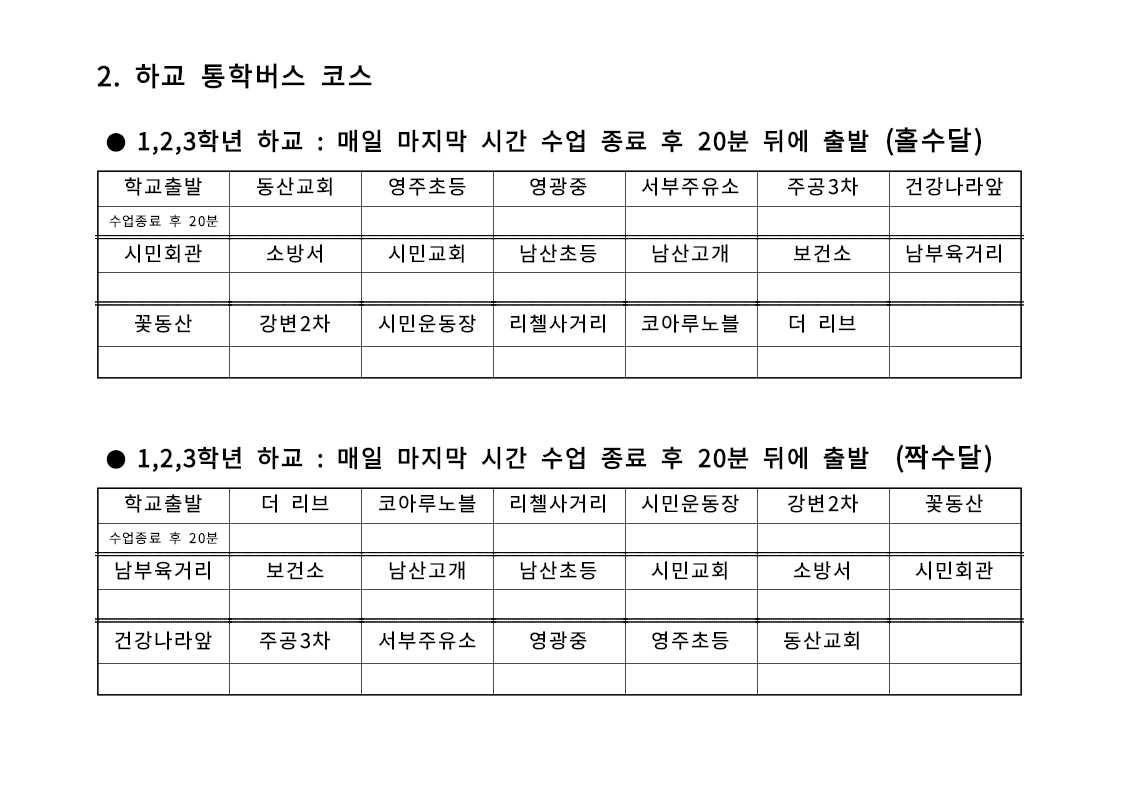 2. 하교 통학버스 코스
● 1,2,3학년 하교 : 매일 마지막 시간 수업 종료 후 20분 뒤에 출발 (홀수달)
학교출발 동산교회 영주초등 영광중 서부주유소 주공3차 건강나라앞
수업종료 후 20분
시민회관 소방서 시민교회 남산초등 남산고개 보건소 남부육거리
꽃동산 강변2차 시민운동장 리첼사거리 코아루노블 더 리브
● 1,2,3학년 하교 : 매일 마지막 시간 수업 종료 후 20분 뒤에 출발 (짝수달)
학교출발 더 리브 코아루노블 리첼사거리 시민운동장 강변2차 꽃동산
수업종료 후 20분
남부육거리 보건소 남산고개 남산초등 시민교회 소방서 시민회관
건강나라앞 주공3차 서부주유소 영광중 영주초등 동산교회